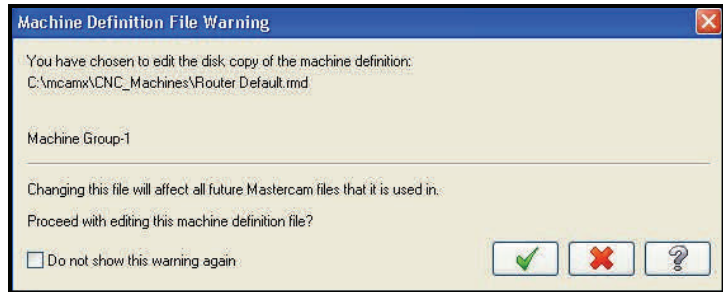 Machine Definition File Warning
You have chosen to edit the disk copy of the machine definition:
C:\mcamx\CNC_Machines\Router Default.rmd
Machine Group-1
Changing this file will affect all future Mastercam files that it is used in.
Proceed with editing this machine definition file?
Do not show this warning again